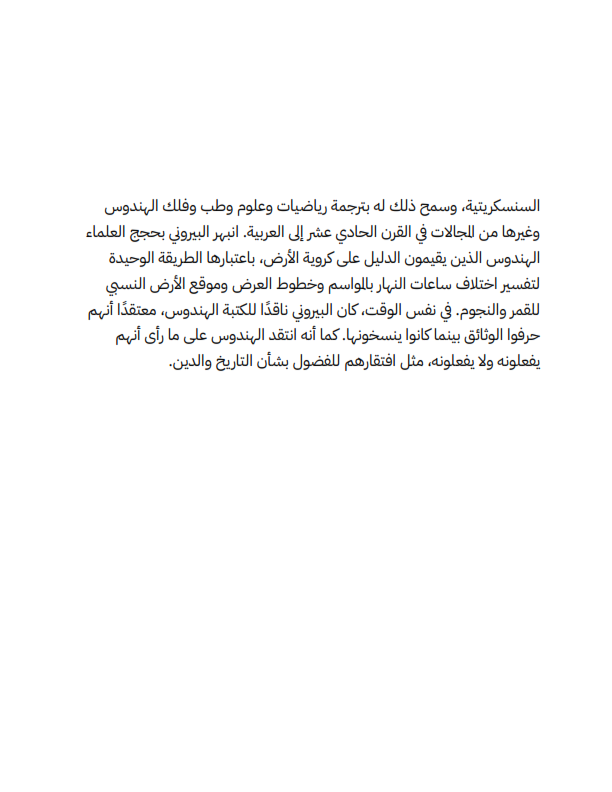 السنسكريتية، وسمح ذلك له بترجمة رياضيات وعلوم وطب وفلك الهندوس
وغيرها من المجالات في القرن الحادي عشر إلى العربية. انبهر البيروني بحجج العلماء
الهندوس الذين يقيمون الدليل على كروية الأرض، باعتبارها الطريقة الوحيدة
لتفسير اختلاف ساعات النهار بالمواسم وخطوط العرض وموقع الأرض النسبي
للقمر والنجوم. في نفس الوقت، كان البيروني ناقدًا للكتبة الهندوس، معتقدًا أنهم
حرفوا الوثائق بينما كانوا ينسخونها. كما أنه انتقد الهندوس على ما رأى أنهم
يفعلونه ولا يفعلونه، مثل افتقارهم للفضول بشأن التاريخ والدين.